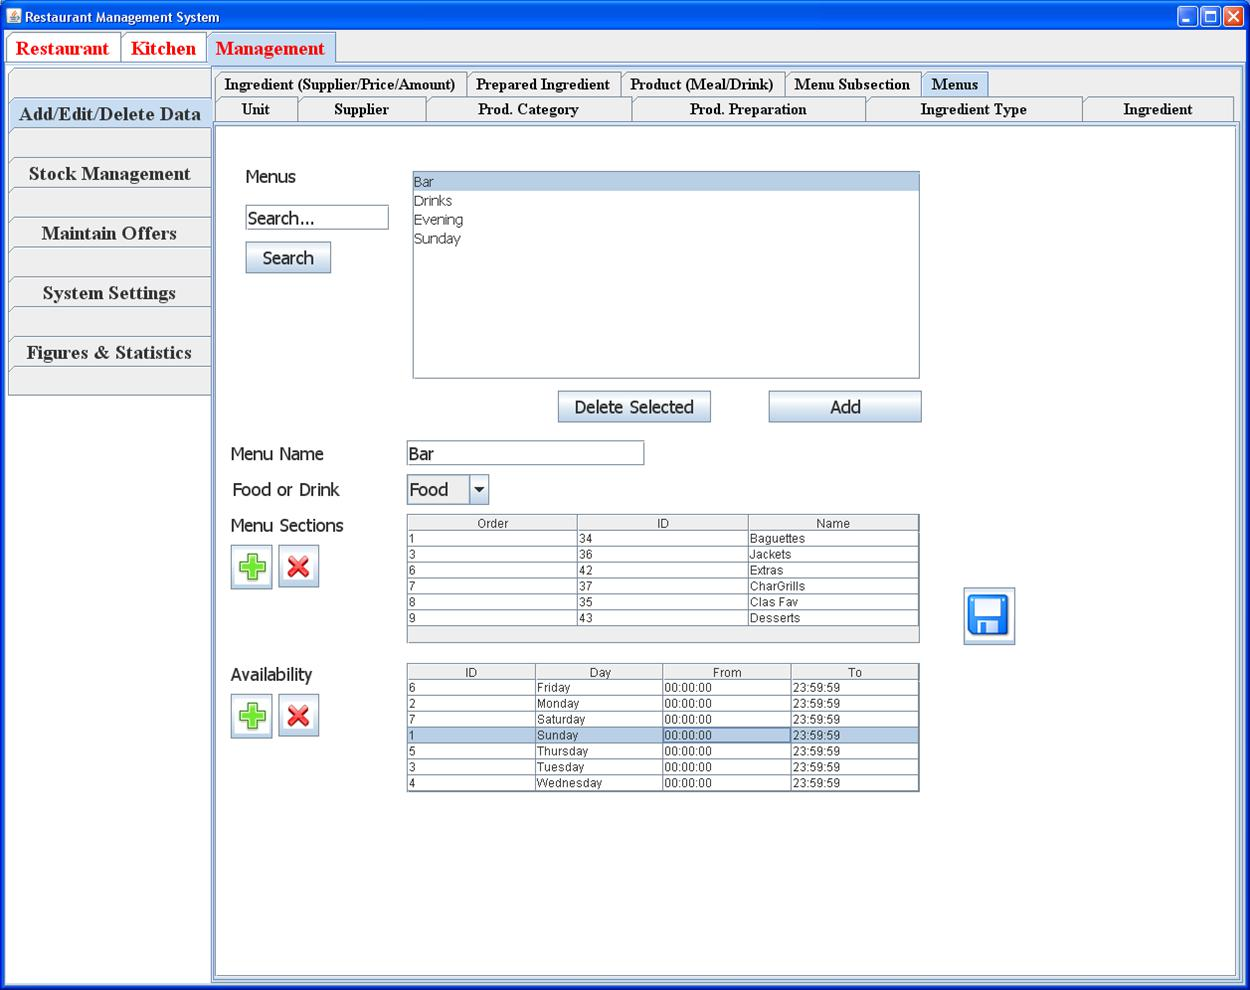 Restaurant Management System
Restaurant Kitchen Management
Ingredient (Supplier/Price/Amount) Prepared Ingredient Product (Meal/Drink) Menu Subsection Menus
Unit Supplier Prod. Category Prod. Preparation Ingredient Type Ingredient
Add/Edit/Delete Data
Stock Management
Maintain Offers
System Settings
Figures & Statistics
Menus
Search...
Search
Bar
Drinks
Evening
Sunday
Delete Selected Add
Menu Name Bar
Food or Drink Food
Menu Sections
Order ID Name
1 34 Baguettes
3 36 Jackets
6 42 Extras
7 37 CharGrills
8 35 Clas Fav
9 43 Desserts
Availability
ID Day From To
6 Friday 00:00:00 23:59:59
2 Monday 00:00:00 23:59:59
7 Saturday 00:00:00 23:59:59
1 Sunday 00:00:00 23:59:59
5 Thursday 00:00:00 23:59:59
3 Tuesday 00:00:00 23:59:59
4 Wednesday 00:00:00 23:59:59